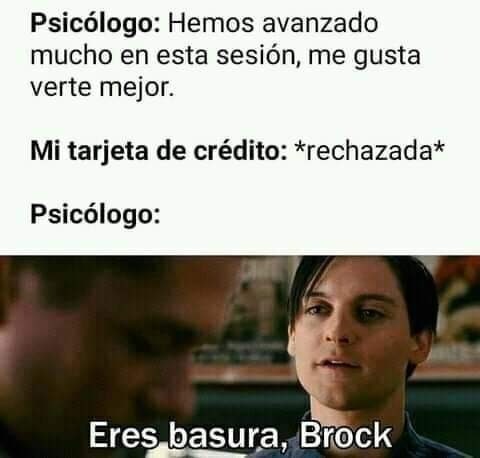 Psicólogo: Hemos avanzado
mucho en esta sesión, me gusta
verte mejor.
Mi tarjeta de crédito: *rechazada*
Psicólogo:
Eres basura, Brock